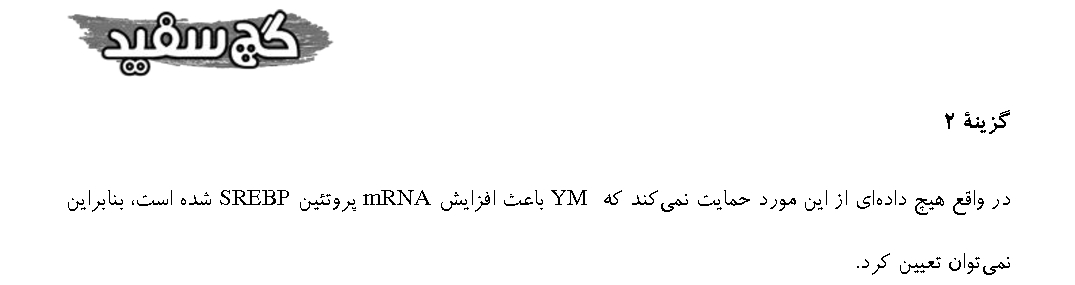 گچ سفید
گزینهٔ ۲
در واقع هیچ داده‌ای از این مورد حمایت نمی‌کند که YM باعث افزایش mRNA پروتئین SREBP شده است، بنابراین
نمی‌توان تعیین کرد.